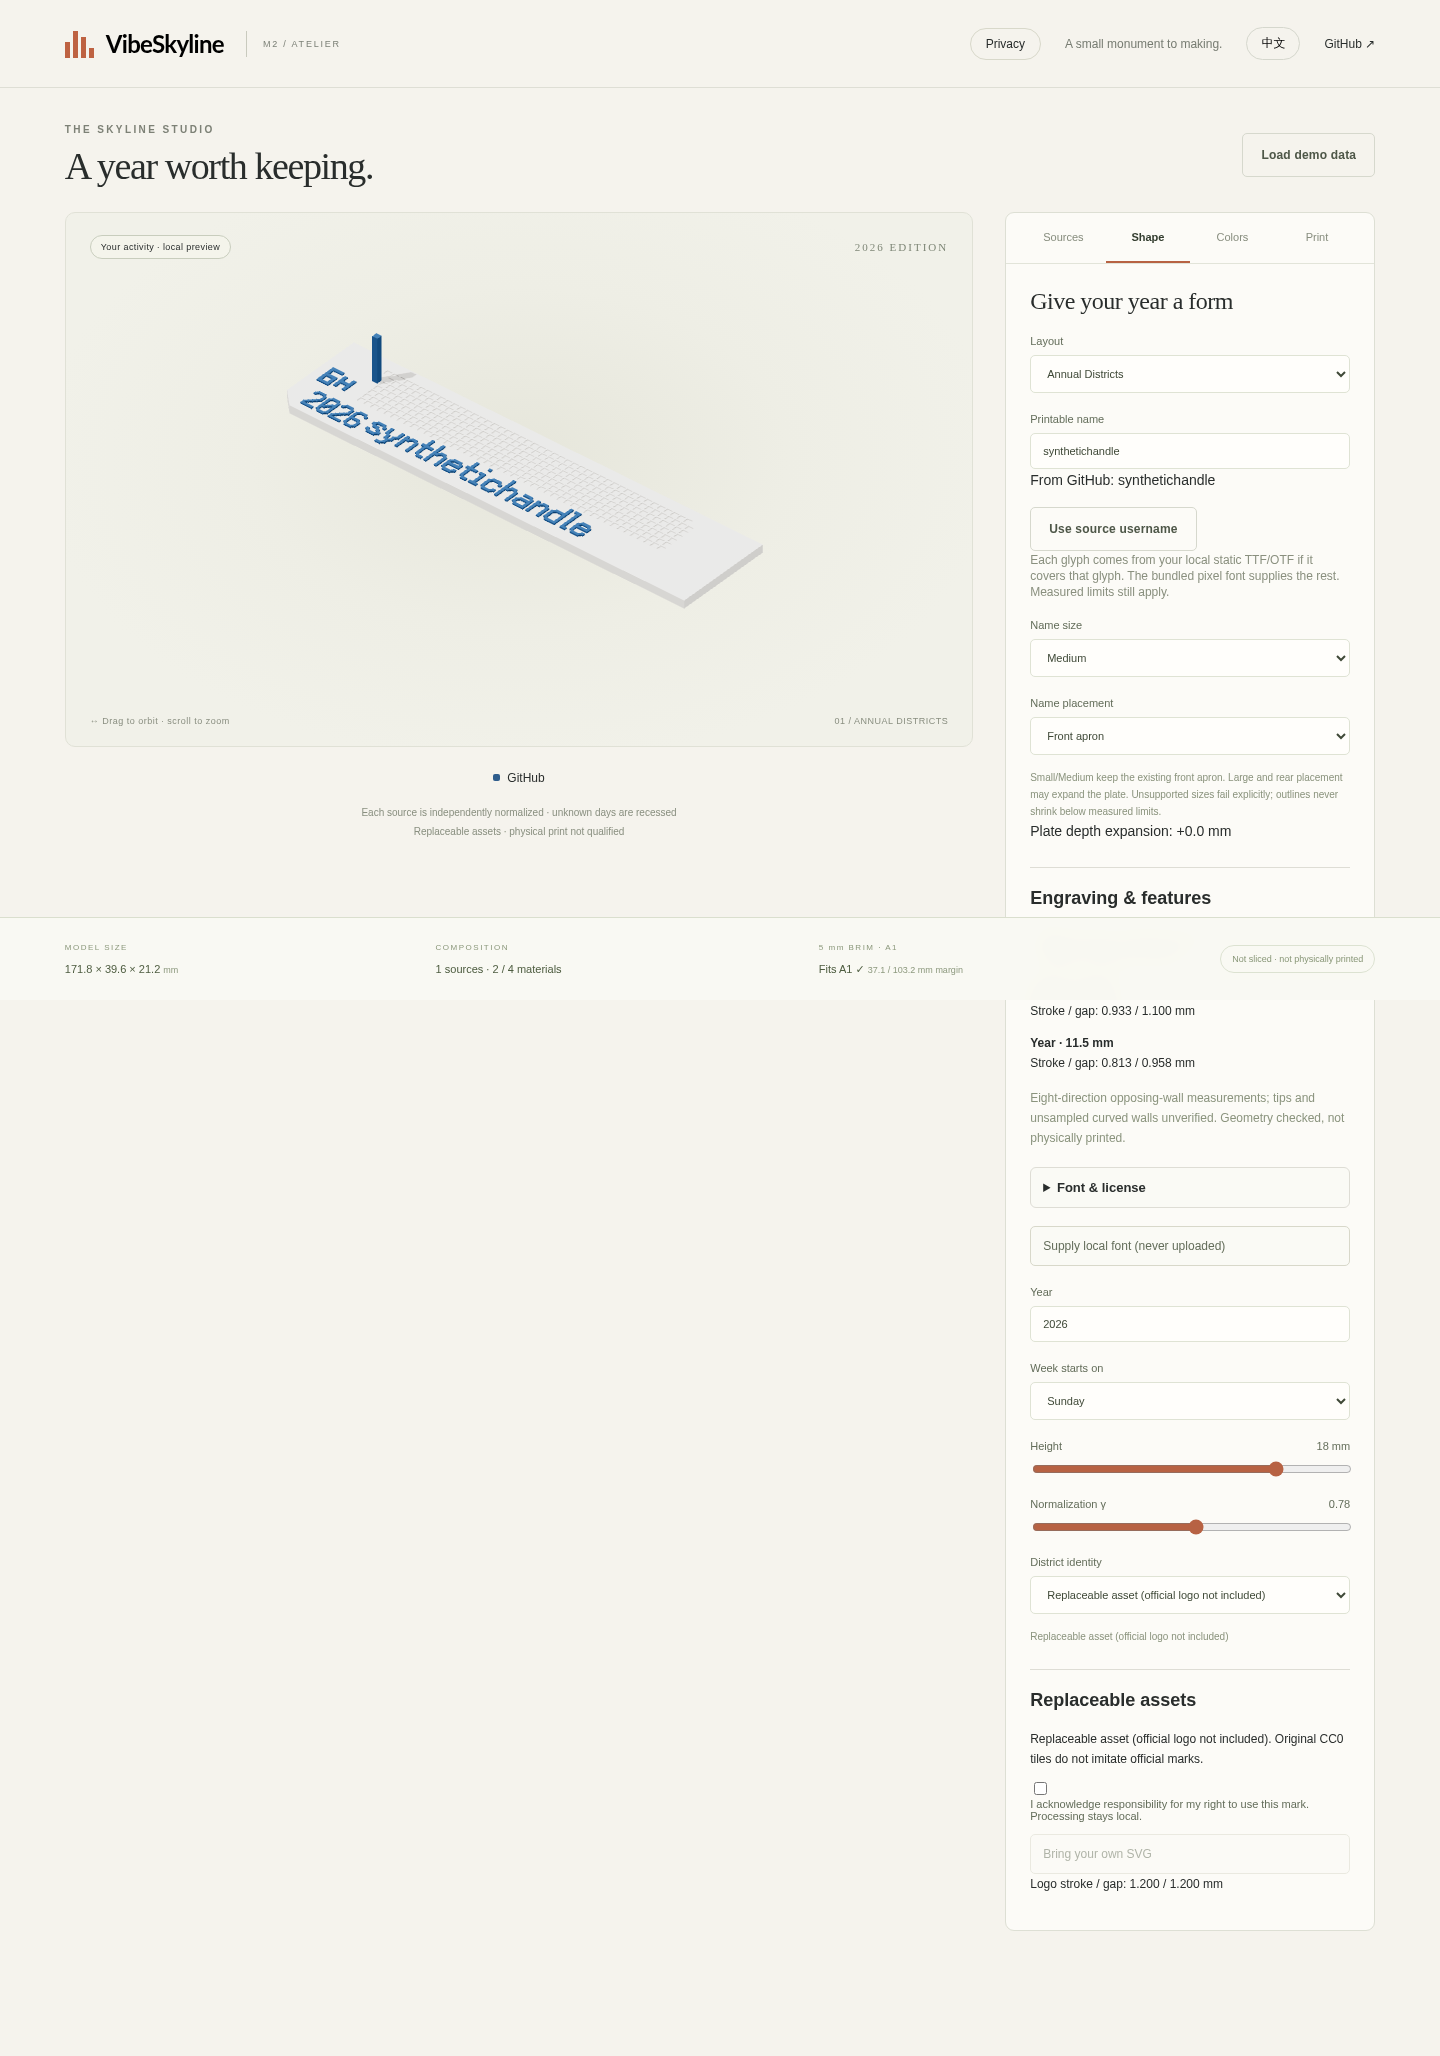 VibeSkyline
M2 / ATELIER
Privacy
A small monument to making.
中文
GitHub ↗
THE SKYLINE STUDIO
A year worth keeping.
Load demo data
Your activity · local preview
2026 EDITION
GH
2026 synthetichandle
↔ Drag to orbit · scroll to zoom
01 / ANNUAL DISTRICTS
GitHub
Each source is independently normalized · unknown days are recessed
Replaceable assets · physical print not qualified
Sources
Shape
Colors
Print
Give your year a form
Layout
Annual Districts
Printable name
synthetichandle
From GitHub: synthetichandle
Use source username
Each glyph comes from your local static TTF/OTF if it
covers that glyph. The bundled pixel font supplies the rest.
Measured limits still apply.
Name size
Medium
Name placement
Front apron
Small/Medium keep the existing front apron. Large and rear placement
may expand the plate. Unsupported sizes fail explicitly; outlines never
shrink below measured limits.
Plate depth expansion: +0.0 mm
Engraving & features
MODEL SIZE
171.8 × 39.6 × 21.2 mm
COMPOSITION
1 sources · 2 / 4 materials
5 mm BRIM · A1
Fits A1 ✓ 37.1 / 103.2 mm margin
Not sliced · not physically printed
Stroke / gap: 0.933 / 1.100 mm
Year · 11.5 mm
Stroke / gap: 0.813 / 0.958 mm
Eight-direction opposing-wall measurements; tips and
unsampled curved walls unverified. Geometry checked, not
physically printed.
▶ Font & license
Supply local font (never uploaded)
Year
2026
Week starts on
Sunday
Height
18 mm
Normalization γ
0.78
District identity
Replaceable asset (official logo not included)
Replaceable asset (official logo not included)
Replaceable assets
Replaceable asset (official logo not included). Original CC0
tiles do not imitate official marks.
I acknowledge responsibility for my right to use this mark.
Processing stays local.
Bring your own SVG
Logo stroke / gap: 1.200 / 1.200 mm